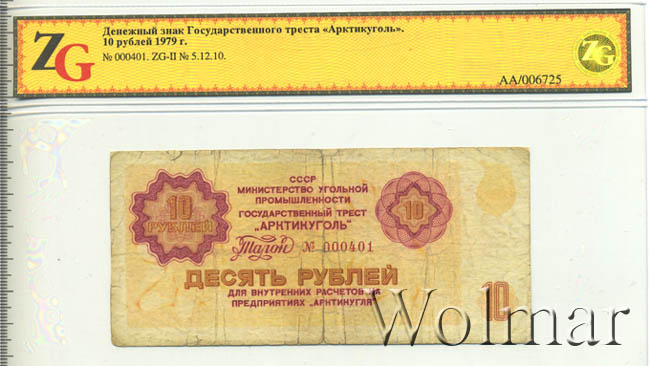 ZG
Денежный знак Государственного треста «Арктикуголь».
10 рублей 1979 г.
№ 000401. ZG-II № 5.12.10.
ZG
AA/006725
СССР
МИНИСТЕРСТВО УГОЛЬНОЙ
ПРОМЫШЛЕННОСТИ
ГОСУДАРСТВЕННЫЙ ТРЕСТ
"АРКТИКУГОЛЬ"
Талон № 000401
10
РУБЛЕЙ
10
ДЕСЯТЬ РУБЛЕЙ
ДЛЯ ВНУТРЕННИХ РАСЧЕТОВ НА
ПРЕДПРИЯТИЯХ "АРКТИКУГЛЯ"
10
Wolmar